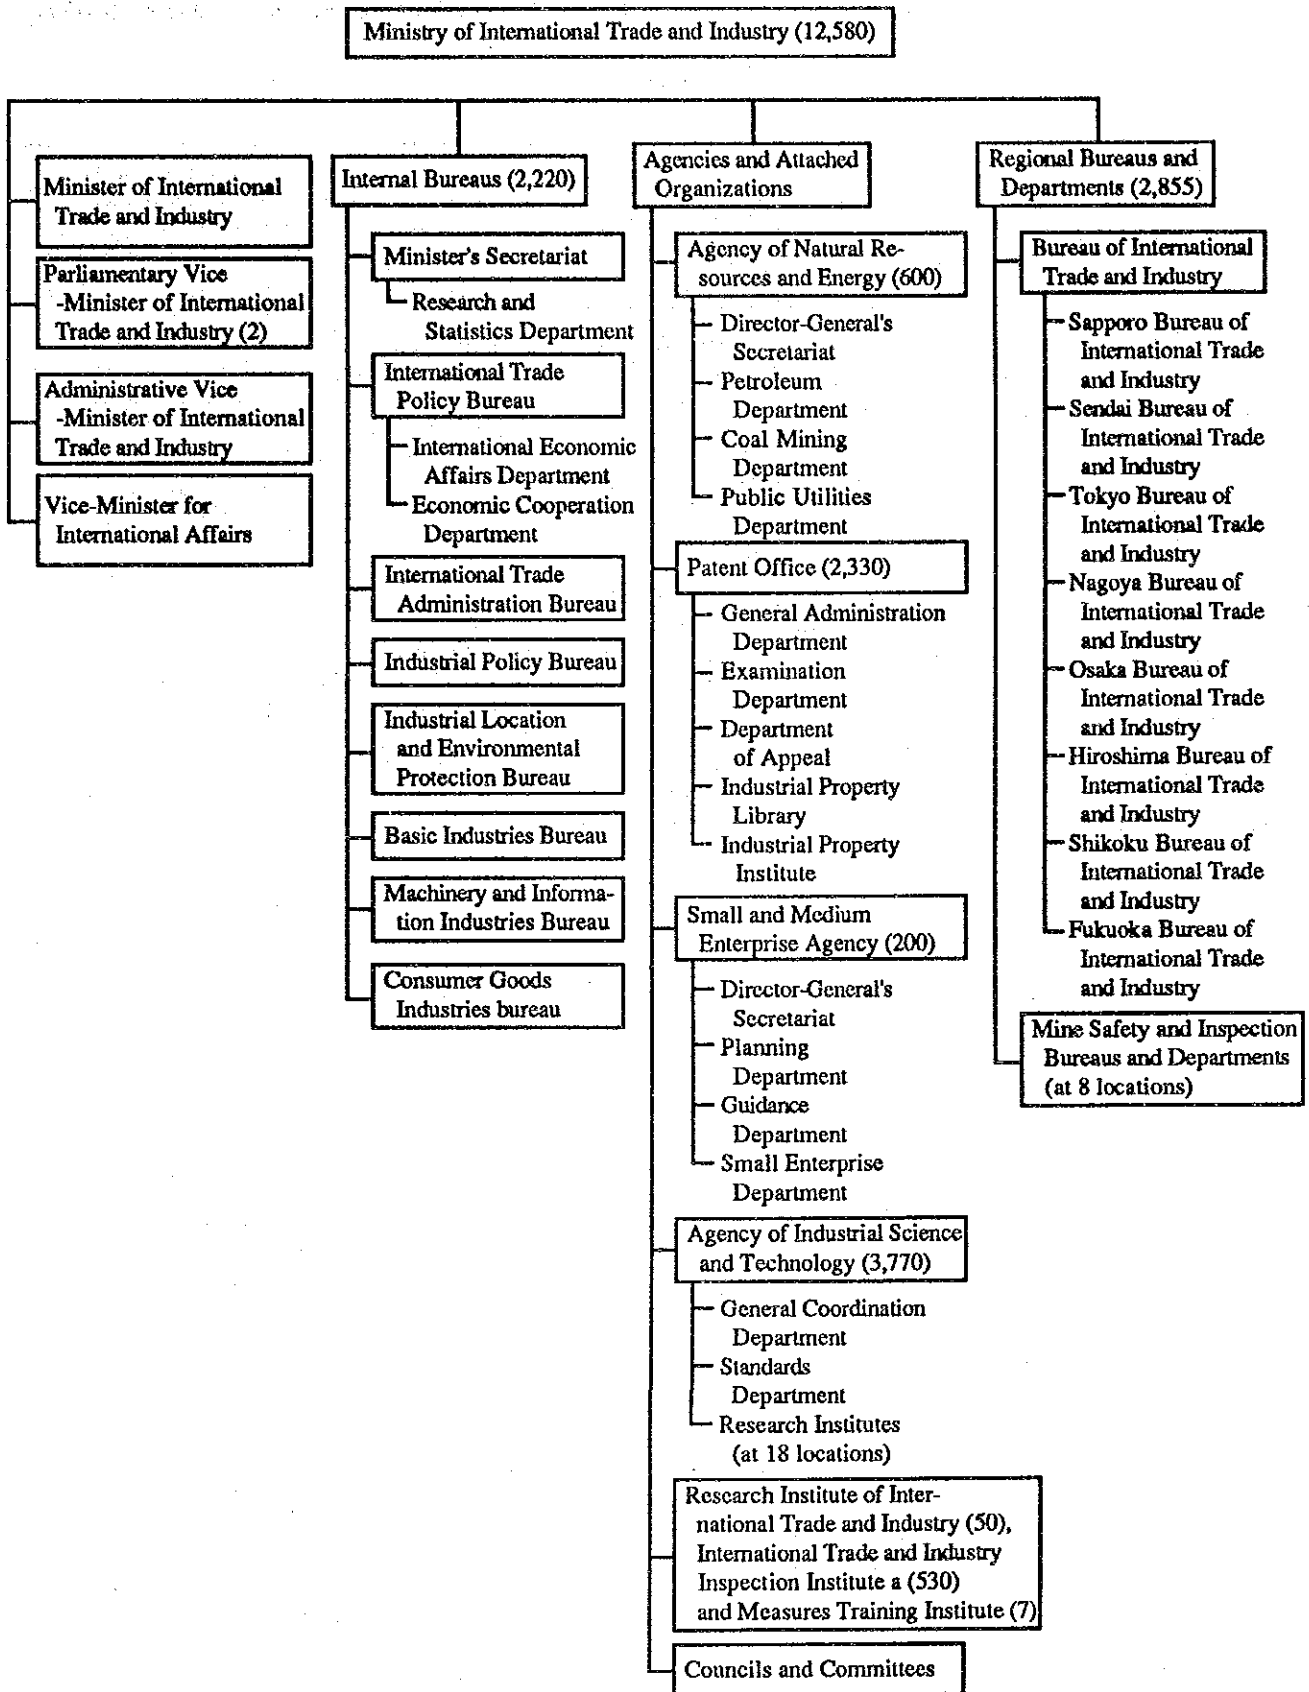 Ministry of International Trade and Industry (12,580)
Minister of International
Trade and Industry
Parliamentary Vice
-Minister of International
Trade and Industry (2)
Administrative Vice
-Minister of International
Trade and Industry
Vice-Minister for
International Affairs
Internal Bureaus (2,220)
Minister's Secretariat
Research and
Statistics Department
International Trade
Policy Bureau
International Economic
Affairs Department
Economic Cooperation
Department
International Trade
Administration Bureau
Industrial Policy Bureau
Industrial Location
and Environmental
Protection Bureau
Basic Industries Bureau
Machinery and Informa-
tion Industries Bureau
Consumer Goods
Industries bureau
Agencies and Attached
Organizations
Agency of Natural Re-
sources and Energy (600)
Director-General's
Secretariat
Petroleum
Department
Coal Mining
Department
Public Utilities
Department
Patent Office (2,330)
General Administration
Department
Examination
Department
Department
of Appeal
Industrial Property
Library
Industrial Property
Institute
Small and Medium
Enterprise Agency (200)
Director-General's
Secretariat
Planning
Department
Guidance
Department
Small Enterprise
Department
Agency of Industrial Science
and Technology (3,770)
General Coordination
Department
Standards
Department
Research Institutes
(at 18 locations)
Research Institute of Inter-
national Trade and Industry (50),
International Trade and Industry
Inspection Institute a (530)
and Measures Training Institute (7)
Councils and Committees
Regional Bureaus and
Departments (2,855)
Bureau of International
Trade and Industry
Sapporo Bureau of
International Trade
and Industry
Sendai Bureau of
International Trade
and Industry
Tokyo Bureau of
International Trade
and Industry
Nagoya Bureau of
International Trade
and Industry
Osaka Bureau of
International Trade
and Industry
Hiroshima Bureau of
International Trade
and Industry
Shikoku Bureau of
International Trade
and Industry
Fukuoka Bureau of
International Trade
and Industry
Mine Safety and Inspection
Bureaus and Departments
(at 8 locations)